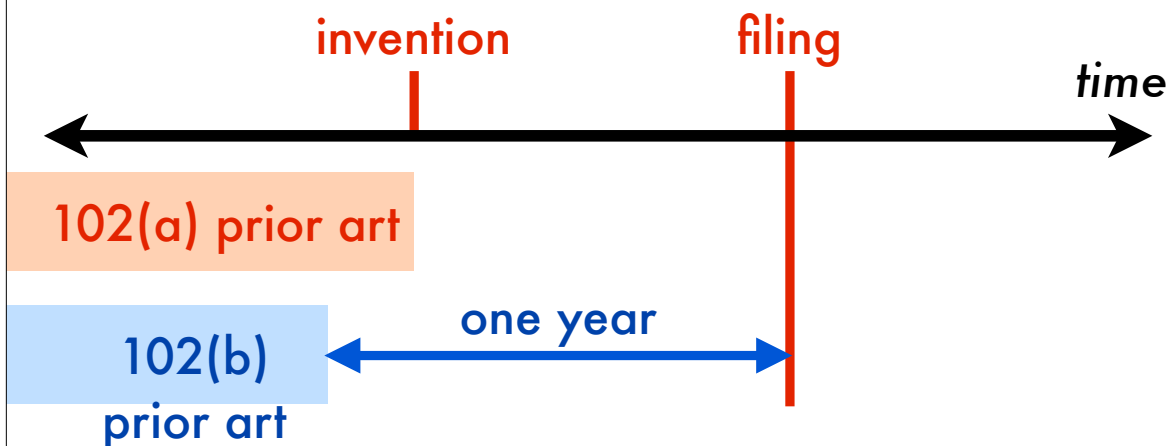 invention
filing
time
102(a) prior art
one year
102(b)
prior art